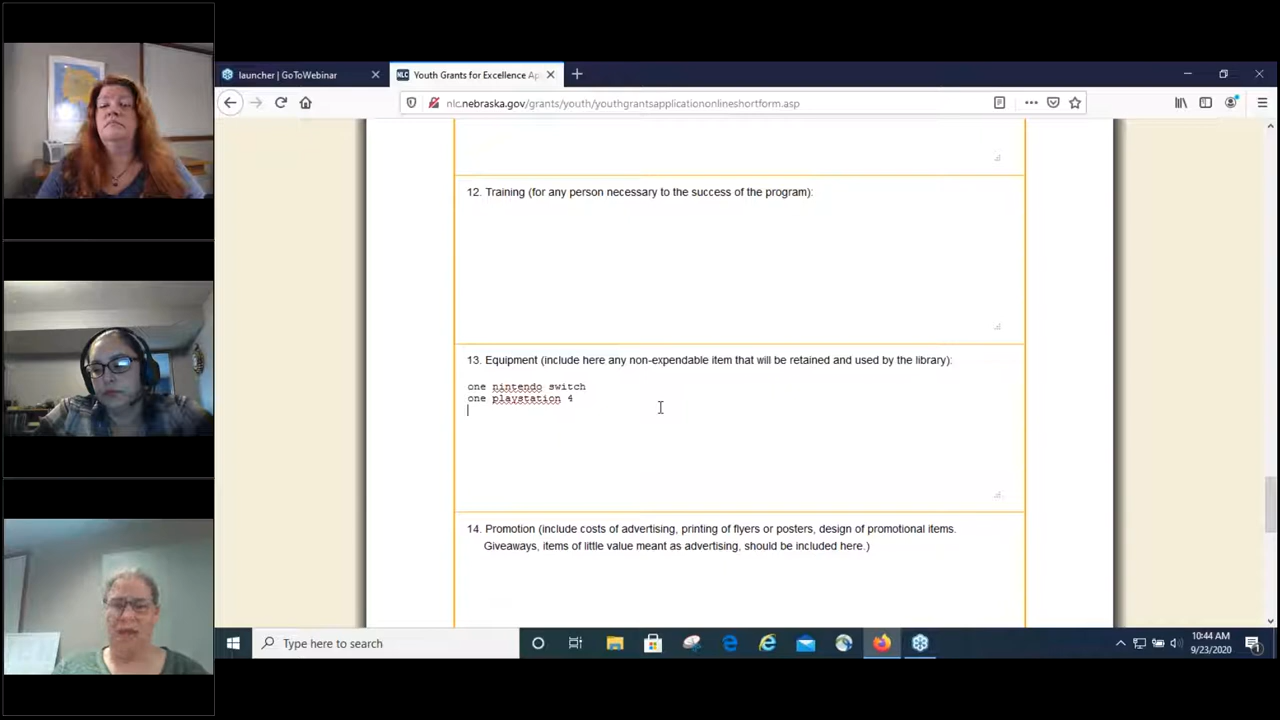 launcher | GoToWebinar
NLC Youth Grants for Excellence Ap
nlc.nebraska.gov/grants/youth/youthgrantsapplicationonlineshortform.asp
12. Training (for any person necessary to the success of the program):
13. Equipment (include here any non-expendable item that will be retained and used by the library):
one nintendo switch
one playstation 4
14. Promotion (include costs of advertising, printing of flyers or posters, design of promotional items.
Giveaways, items of little value meant as advertising, should be included here.)
Type here to search
10:44 AM
9/23/2020
1